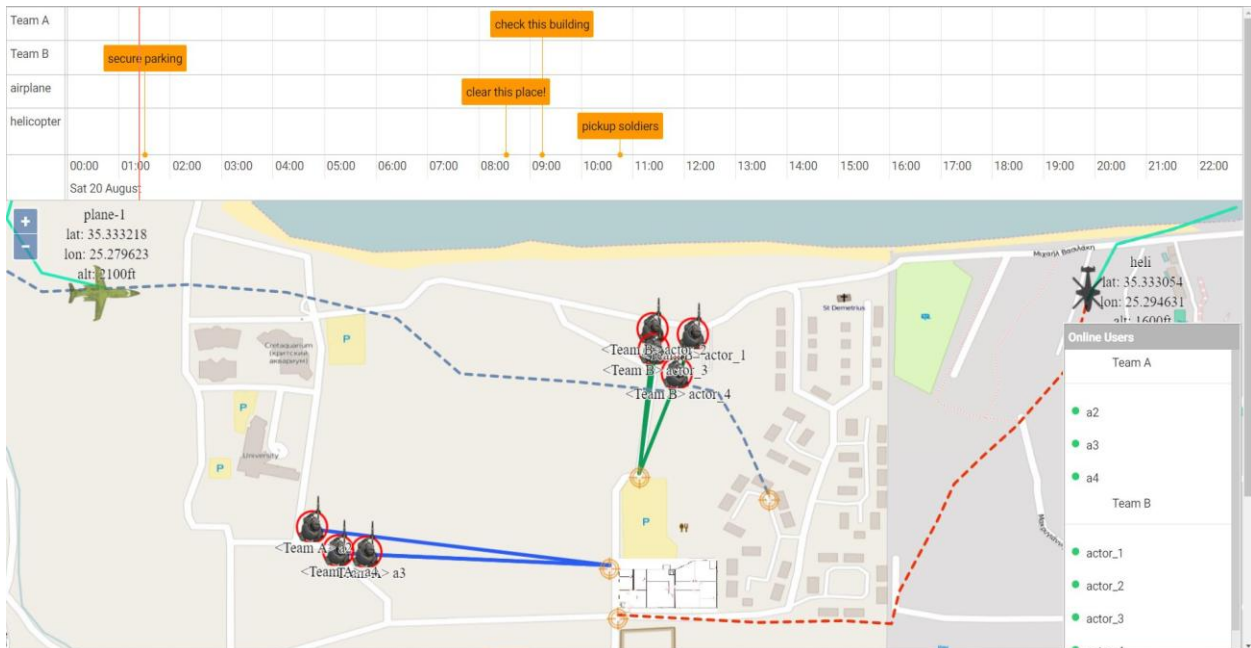 Team A
check this building
Team B
secure parking
airplane
clear this place!
helicopter
pickup soldiers
00:00 01:00 02:00 03:00 04:00 05:00 06:00 07:00 08:00 09:00 10:00 11:00 12:00 13:00 14:00 15:00 16:00 17:00 18:00 19:00 20:00 21:00 22:00
Sat 20 August
+
−
plane-1
lat: 35.333218
lon: 25.279623
alt: 2100ft
heli
lat: 35.333054
lon: 25.294631
alt: 1600ft
St Demetrius
Cretaquarium
P
<Team B> actor_2
actor_1
<Team B> actor_3
<Team B> actor_4
P
P
University
P
<Team A> a2
<Team A> a4
a3
Online Users
Team A
a2
a3
a4
Team B
actor_1
actor_2
actor_3